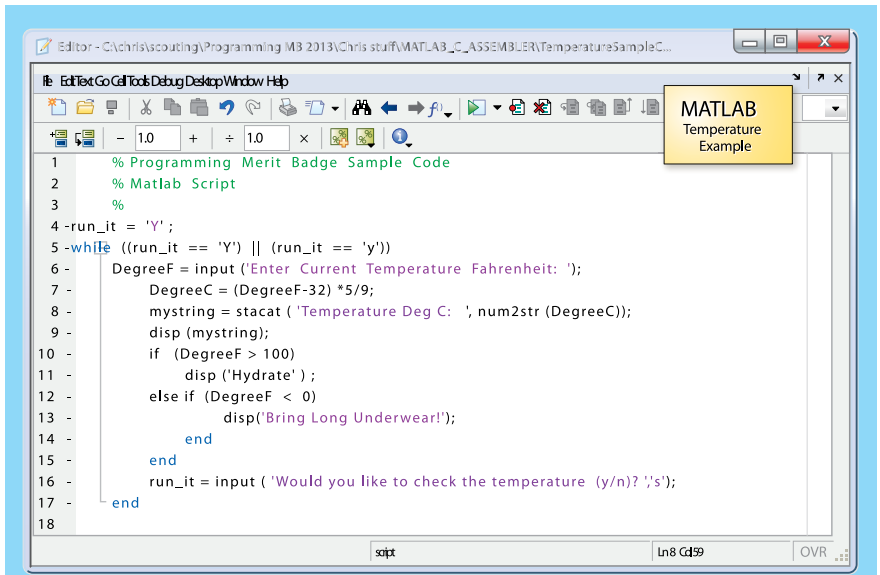 Editor - C:\chris\scouting\Programming MB 2013\Chris stuff\MATLAB_C_ASSEMBLER\TemperatureSampleC...
File Edit Text Go Cell Tools Debug Desktop Window Help
MATLAB
Temperature
Example
- 1.0 + ÷ 1.0 ×
1 % Programming Merit Badge Sample Code
2 % Matlab Script
3 %
4 -run_it = 'Y' ;
5 -while ((run_it == 'Y') || (run_it == 'y'))
6 - DegreeF = input ('Enter Current Temperature Fahrenheit: ');
7 - DegreeC = (DegreeF-32) *5/9;
8 - mystring = stacat ( 'Temperature Deg C: ', num2str (DegreeC));
9 - disp (mystring);
10 - if (DegreeF > 100)
11 - disp ('Hydrate' ) ;
12 - else if (DegreeF < 0)
13 - disp('Bring Long Underwear!');
14 - end
15 - end
16 - run_it = input ( 'Would you like to check the temperature (y/n)? ','s');
17 - end
18
script Ln 8 Col 59 OVR